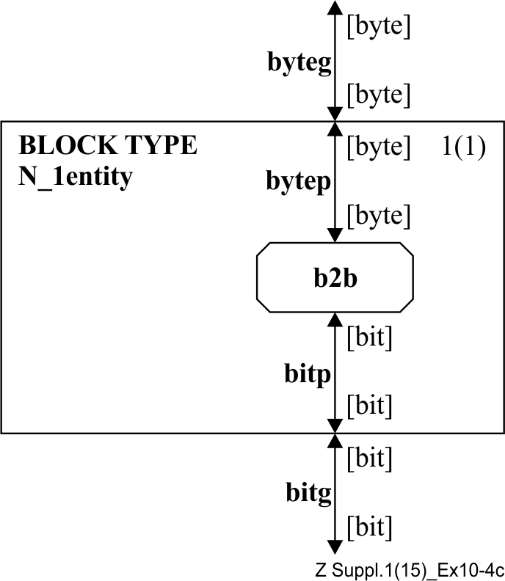 [byte]
byteg
[byte]
BLOCK TYPE [byte] 1(1)
N_1entity bytep
[byte]
b2b
[bit]
bitp
[bit]
[bit]
bitg
[bit]
Z Suppl.1(15)_Ex10-4c